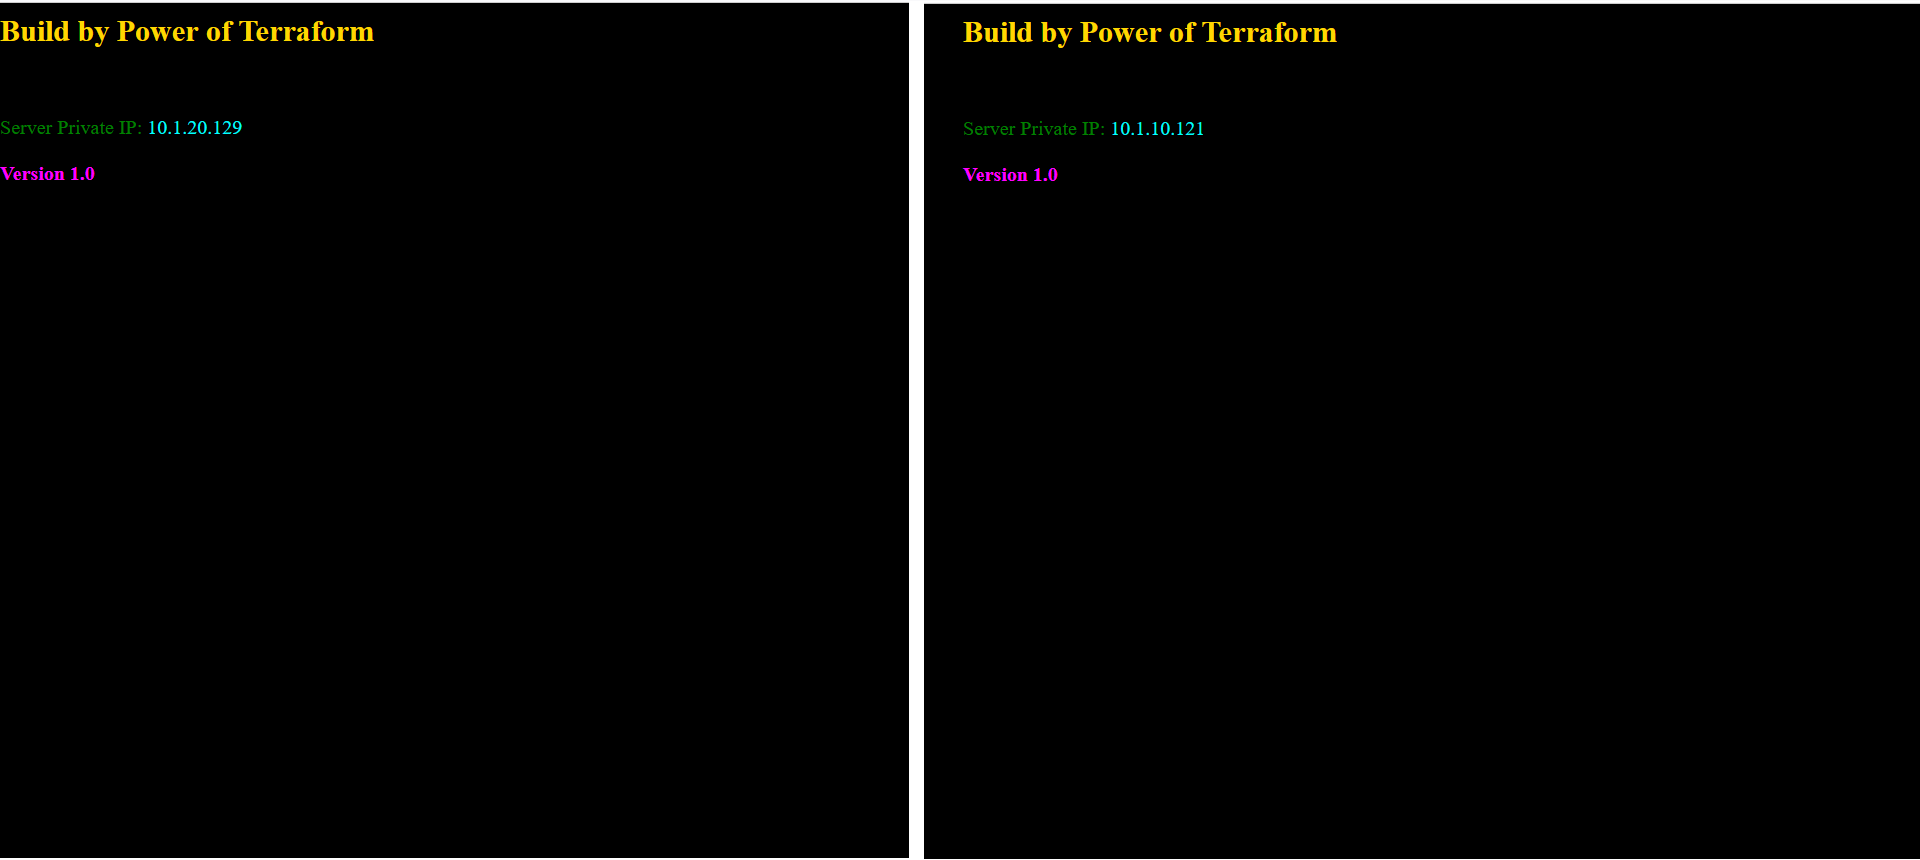 Build by Power of Terraform
Server Private IP: 10.1.20.129
Version 1.0
Build by Power of Terraform
Server Private IP: 10.1.10.121
Version 1.0